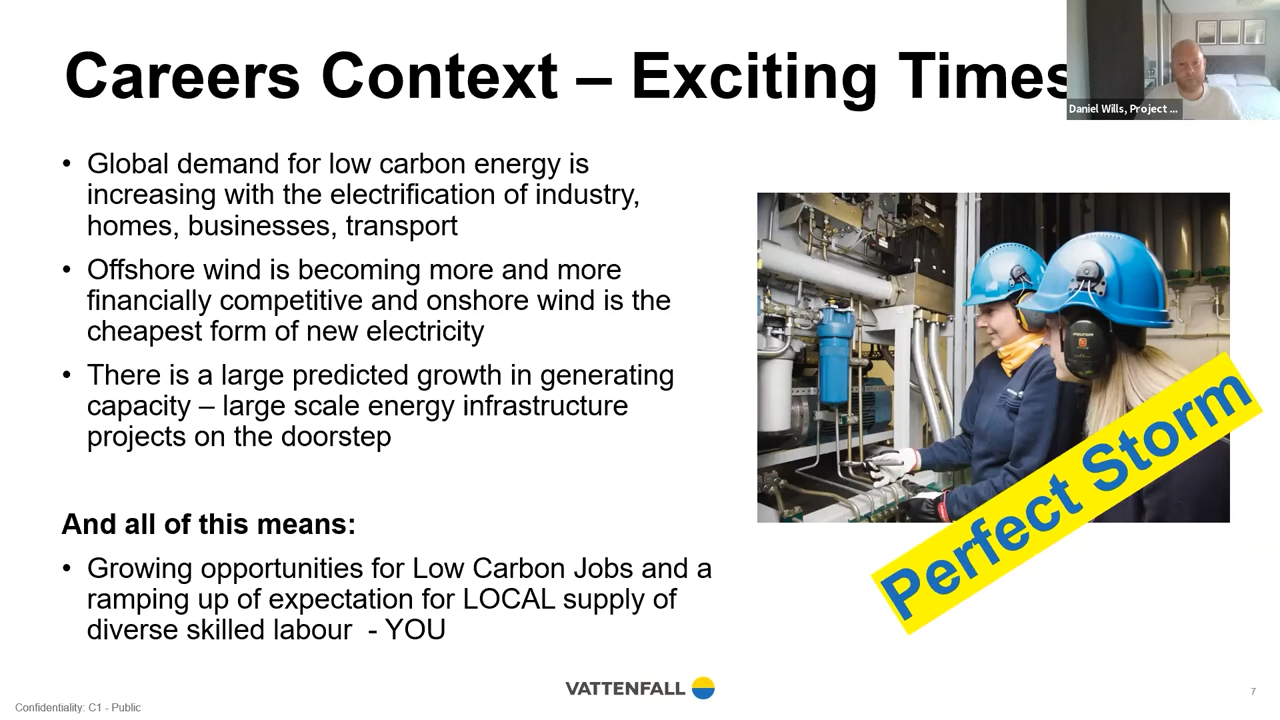 Careers Context – Exciting Times
Daniel Wills, Project ...
• Global demand for low carbon energy is
increasing with the electrification of industry,
homes, businesses, transport
• Offshore wind is becoming more and more
financially competitive and onshore wind is the
cheapest form of new electricity
• There is a large predicted growth in generating
capacity – large scale energy infrastructure
projects on the doorstep
And all of this means:
• Growing opportunities for Low Carbon Jobs and a
ramping up of expectation for LOCAL supply of
diverse skilled labour - YOU
Perfect Storm
VATTENFALL
7
Confidentiality: C1 - Public